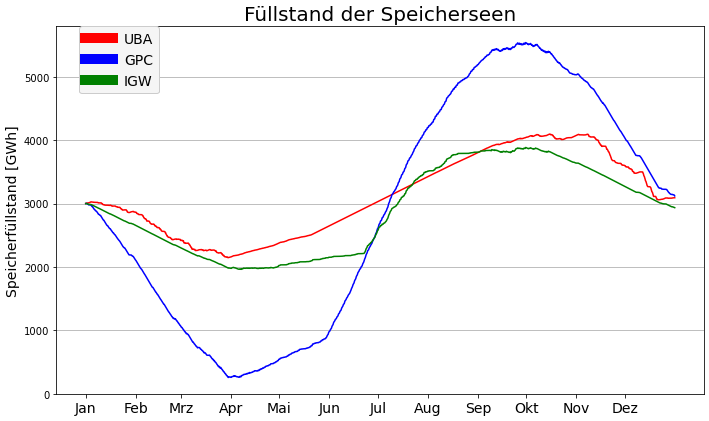 Füllstand der Speicherseen
UBA
GPC
IGW
Speicherfüllstand [GWh]
5000
4000
3000
2000
1000
0
Jan Feb Mrz Apr Mai Jun Jul Aug Sep Okt Nov Dez